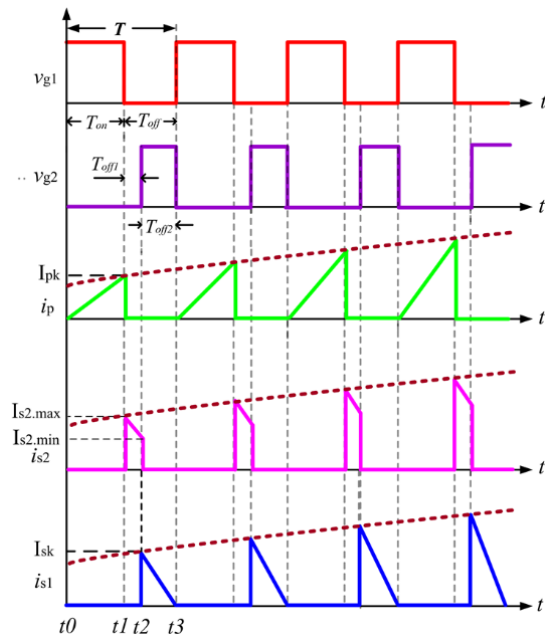 T
vg1
t
Ton
Toff
Toff1
.. vg2
t
Toff2
Ipk
ip
t
Is2.max
Is2.min
is2
t
Isk
is1
t
t0 t1 t2 t3